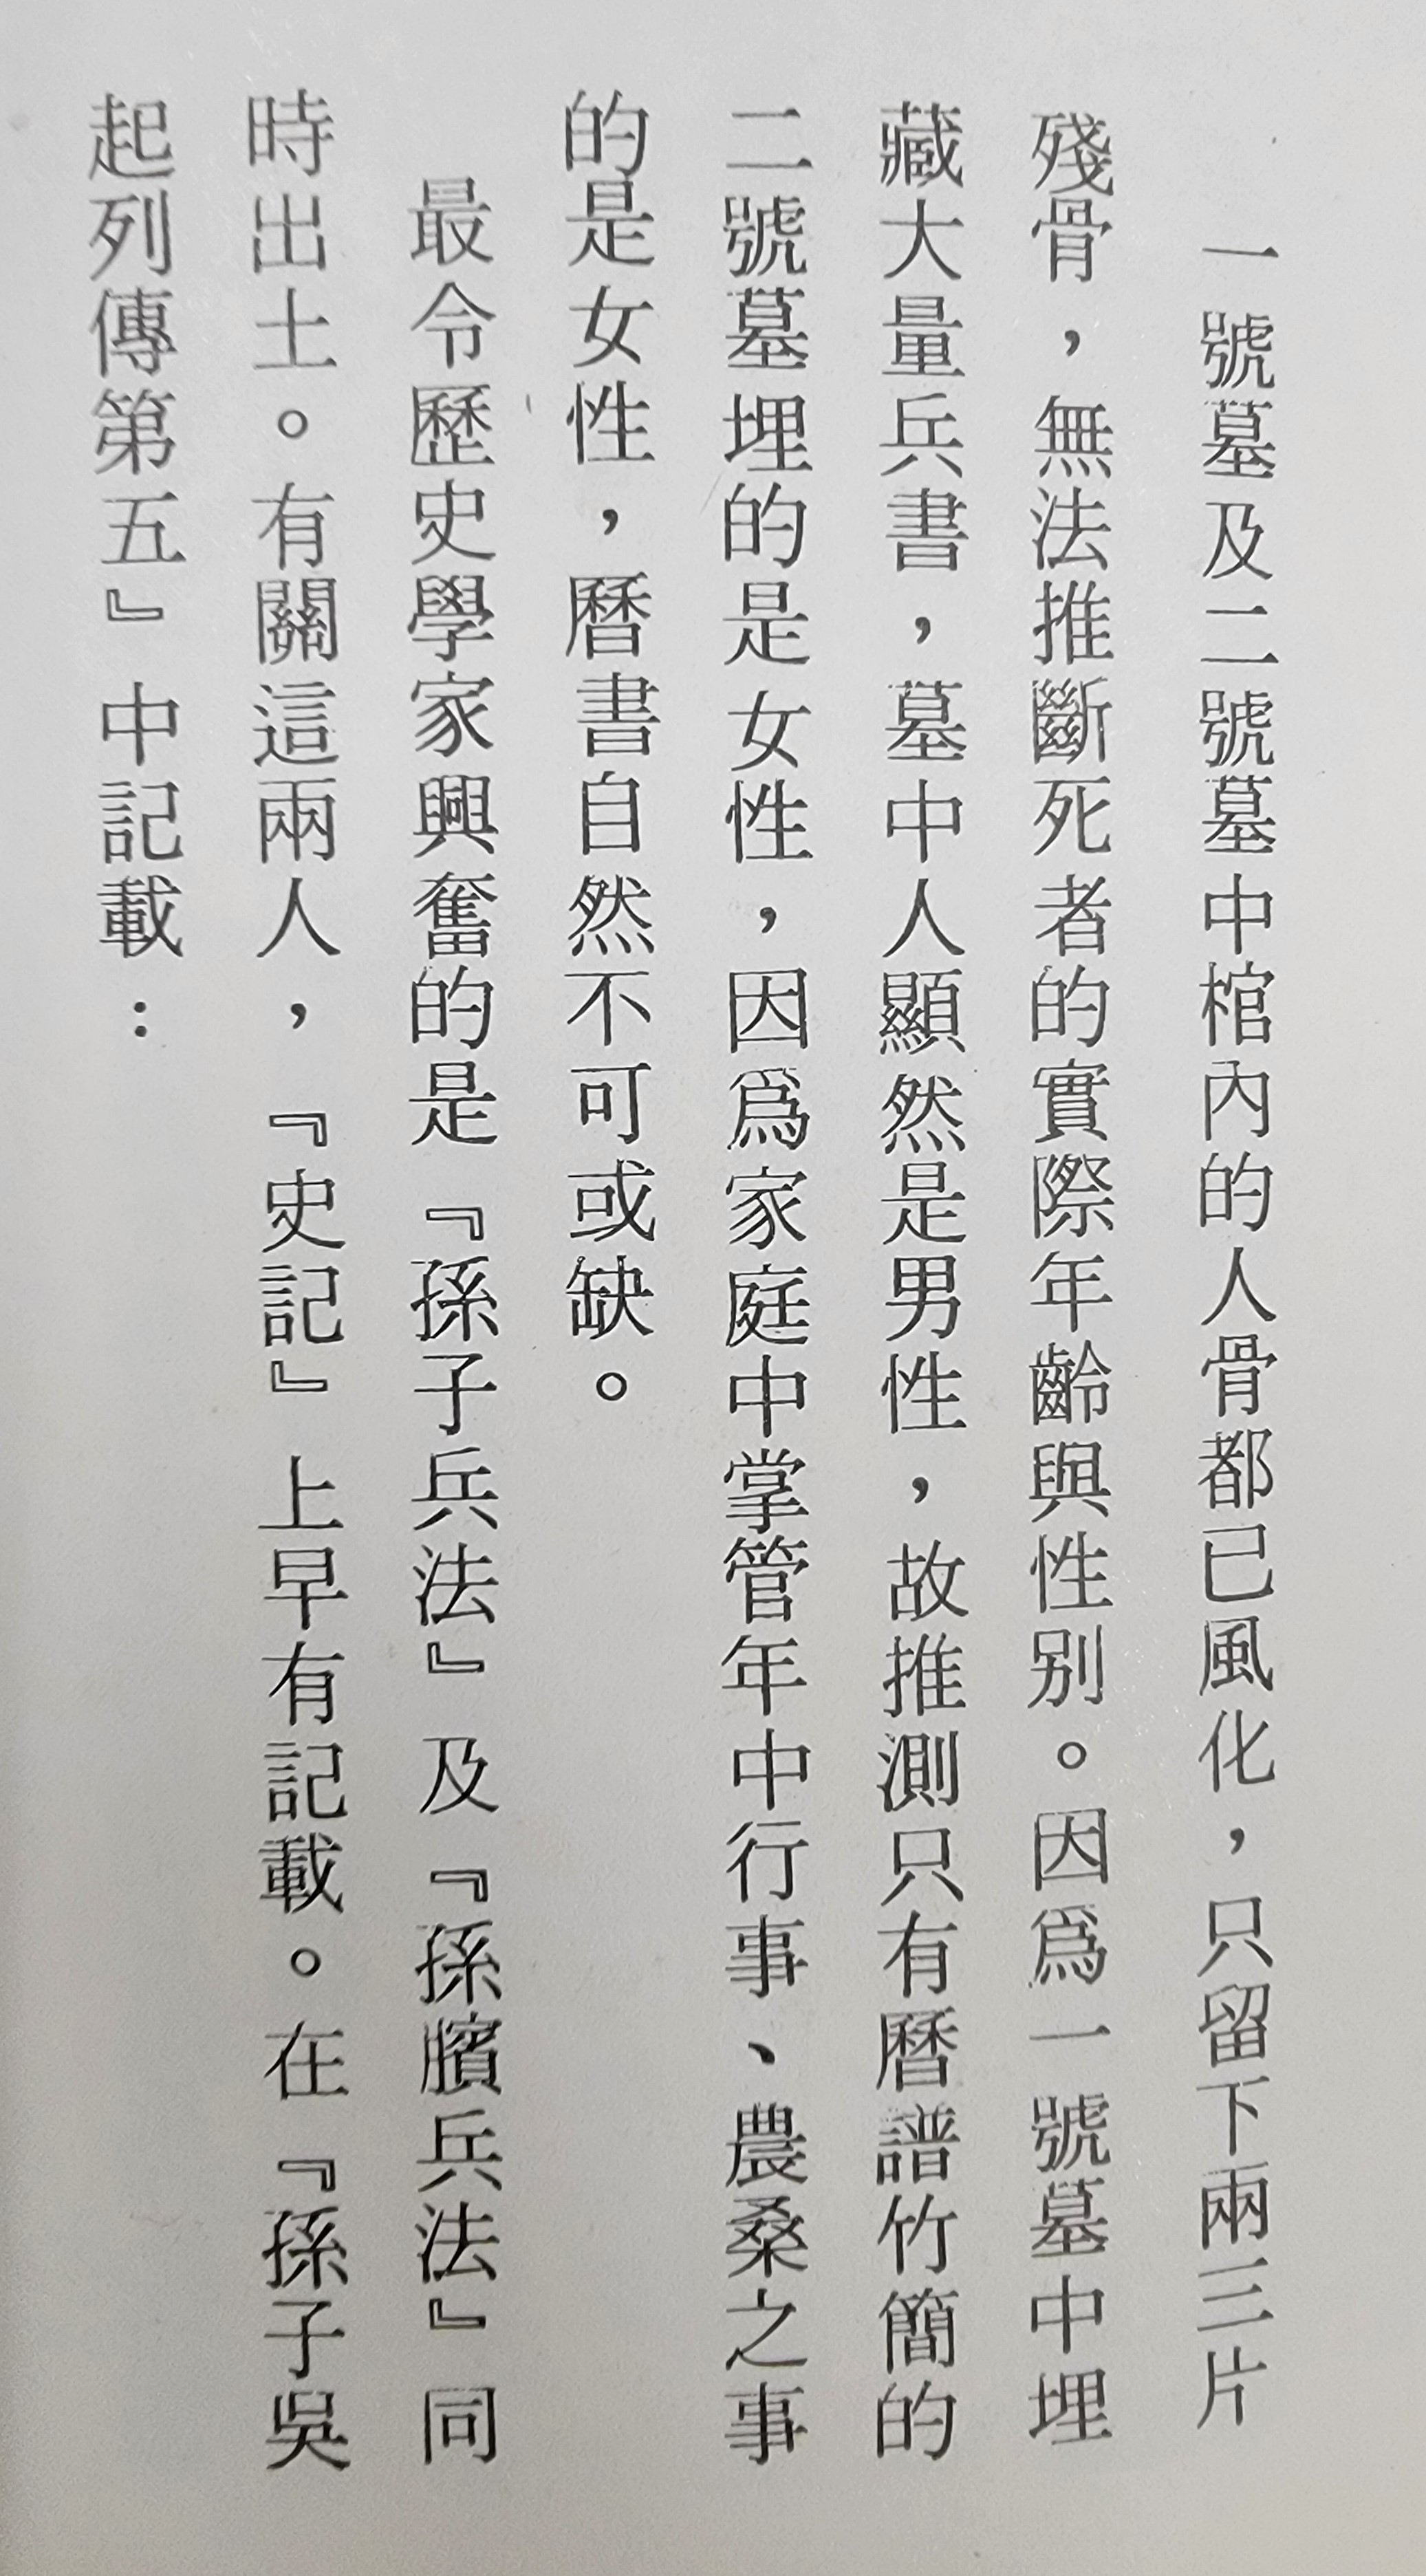 一號墓及二號墓中棺內的人骨都已風化，只留下兩三片
殘骨，無法推斷死者的實際年齡與性別。因爲一號墓中埋
藏大量兵書，墓中人顯然是男性，故推測只有曆譜竹簡的
二號墓埋的是女性，因爲家庭中掌管年中行事、農桑之事
的是女性，曆書自然不可或缺。
最令歷史學家興奮的是『孫子兵法』及『孫臏兵法』同
時出土。有關這兩人，『史記』上早有記載。在『孫子吳
起列傳第五』中記載：